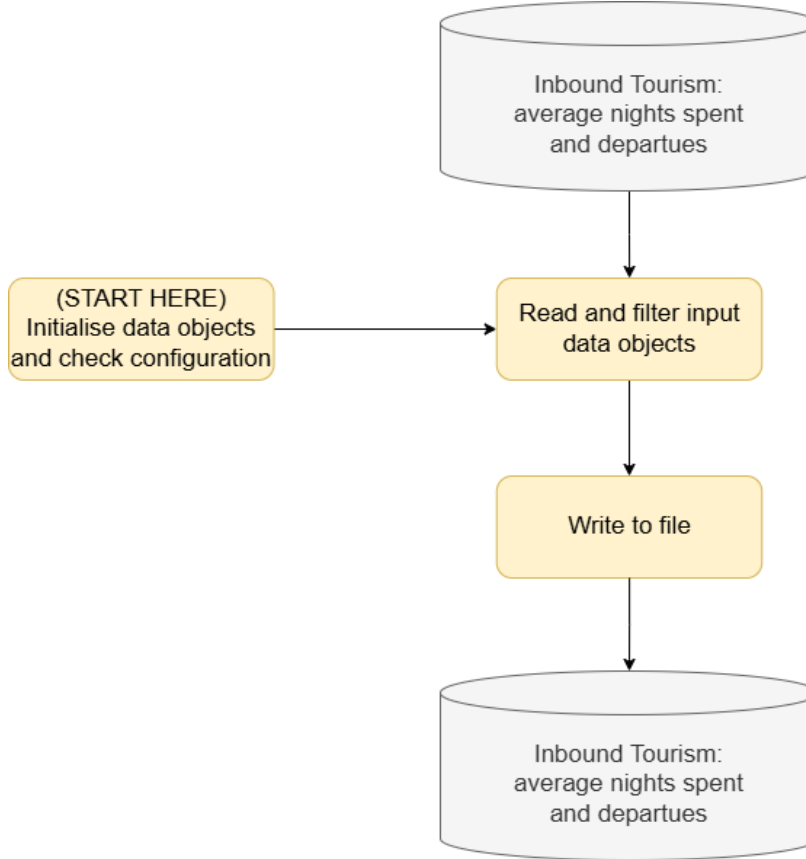 Inbound Tourism:
average nights spent
and departues
(START HERE)
Initialise data objects
and check configuration
Read and filter input
data objects
Write to file
Inbound Tourism:
average nights spent
and departues